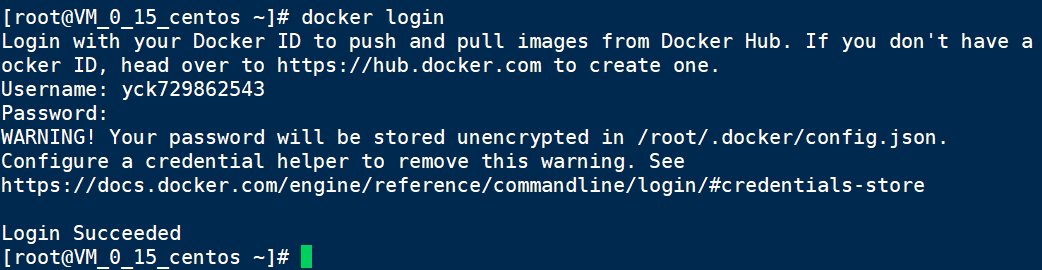 [root@VM_0_15_centos ~]# docker login
Login with your Docker ID to push and pull images from Docker Hub. If you don't have a
ocker ID, head over to https://hub.docker.com to create one.
Username: yck729862543
Password:
WARNING! Your password will be stored unencrypted in /root/.docker/config.json.
Configure a credential helper to remove this warning. See
https://docs.docker.com/engine/reference/commandline/login/#credentials-store
Login Succeeded
[root@VM_0_15_centos ~]#